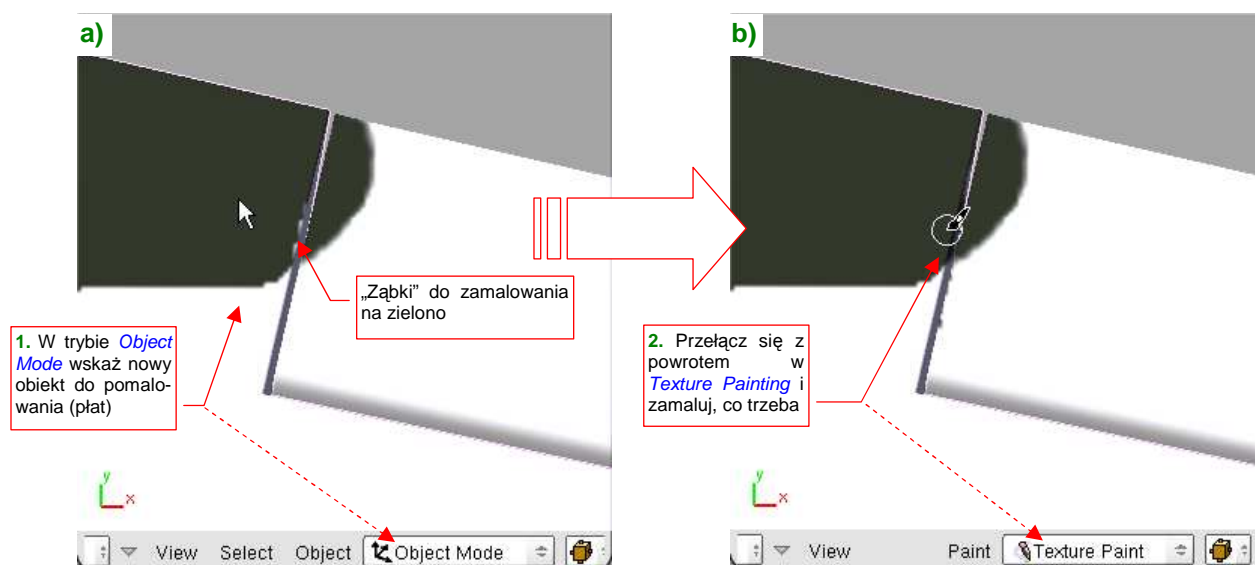 a)
„Ząbki" do zamalowania
na zielono
1. W trybie Object
Mode wskaż nowy
obiekt do pomalo-
wania (płat)
y
x
View Select Object Object Mode
b)
2. Przełącz się z
powrotem w
Texture Painting i
zamaluj, co trzeba
y
x
View Paint Texture Paint